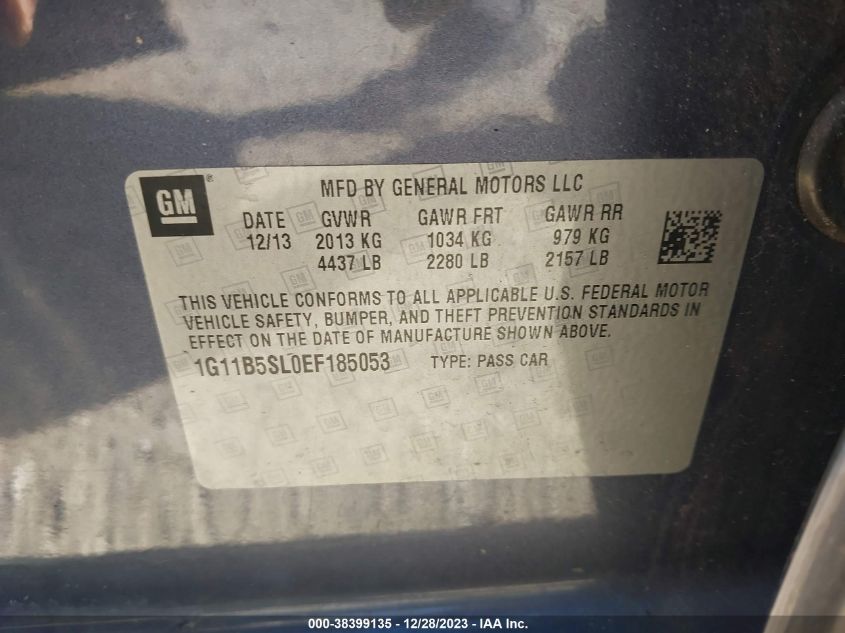 GM®
MFD BY GENERAL MOTORS LLC
DATE GVWR GAWR FRT GAWR RR
12/13 2013 KG 1034 KG 979 KG
4437 LB 2280 LB 2157 LB
THIS VEHICLE CONFORMS TO ALL APPLICABLE U.S. FEDERAL MOTOR
VEHICLE SAFETY, BUMPER, AND THEFT PREVENTION STANDARDS IN
EFFECT ON THE DATE OF MANUFACTURE SHOWN ABOVE.
1G11B5SL0EF185053 TYPE: PASS CAR
000-38399135 - 12/28/2023 - IAA Inc.